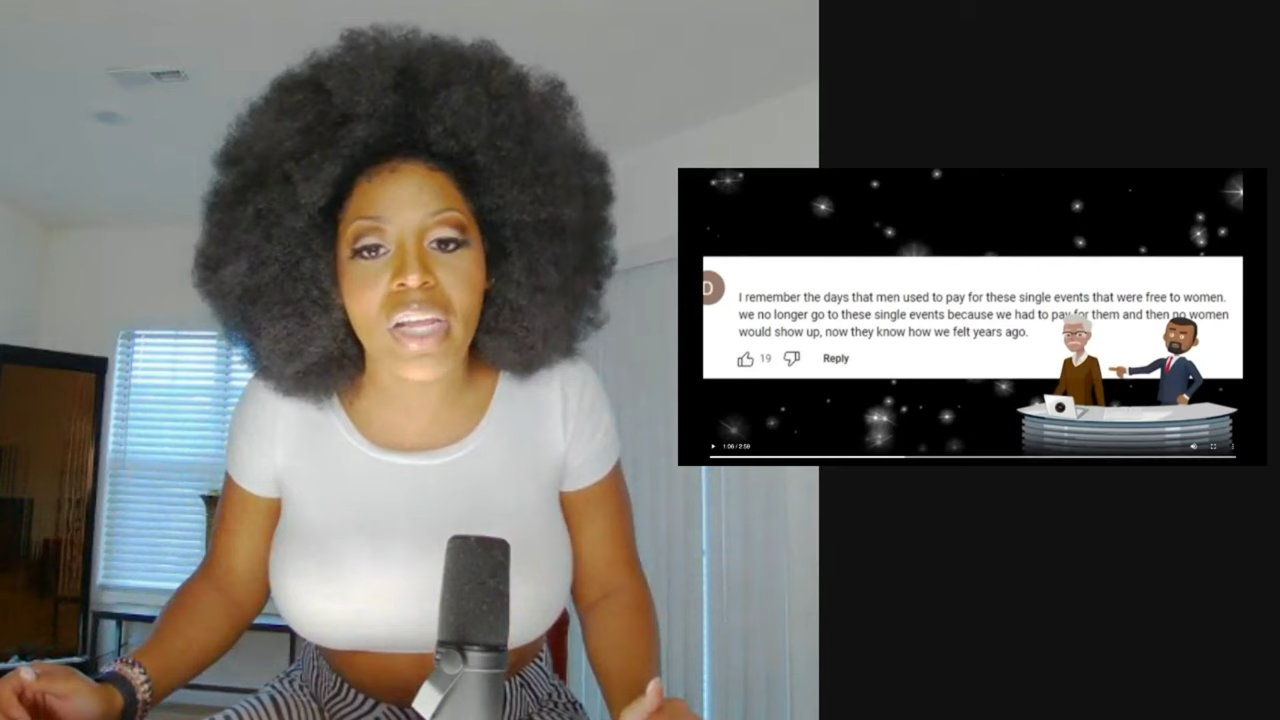 D
I remember the days that men used to pay for these single events that were free to women.
we no longer go to these single events because we had to pay for them and then no women
would show up, now they know how we felt years ago.
19 Reply
1:06 / 2:59